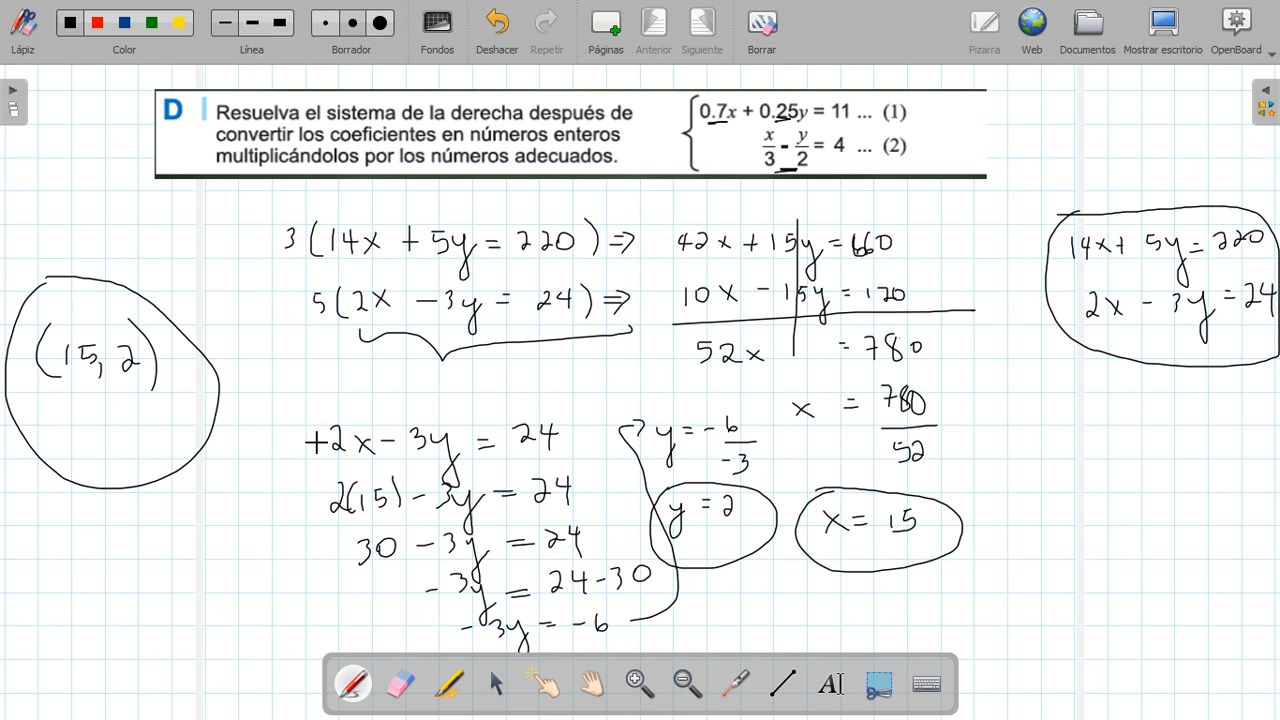 Lápiz
Color
Línea
Borrador
Fondos
Deshacer
Repetir
Páginas
Anterior
Siguiente
Borrar
Pizarra
Web
Documentos
Mostrar escritorio
OpenBoard
D
Resuelva el sistema de la derecha después de
convertir los coeficientes en números enteros
multiplicándolos por los números adecuados.
0.7x + 0.25y = 11 ... (1)
x/3 - y/2 = 4 ... (2)
3(14x + 5y = 220) ⇒ 42x + 15y = 660
5(2x - 3y = 24) ⇒ 10x - 15y = 120
52x = 780
x = 780/52
x = 15
14x + 5y = 220
2x - 3y = 24
(15, 2)
+2x - 3y = 24
2(15) - 3y = 24
30 - 3y = 24
-3y = 24 - 30
-3y = -6
y = -6/-3
y = 2
AI